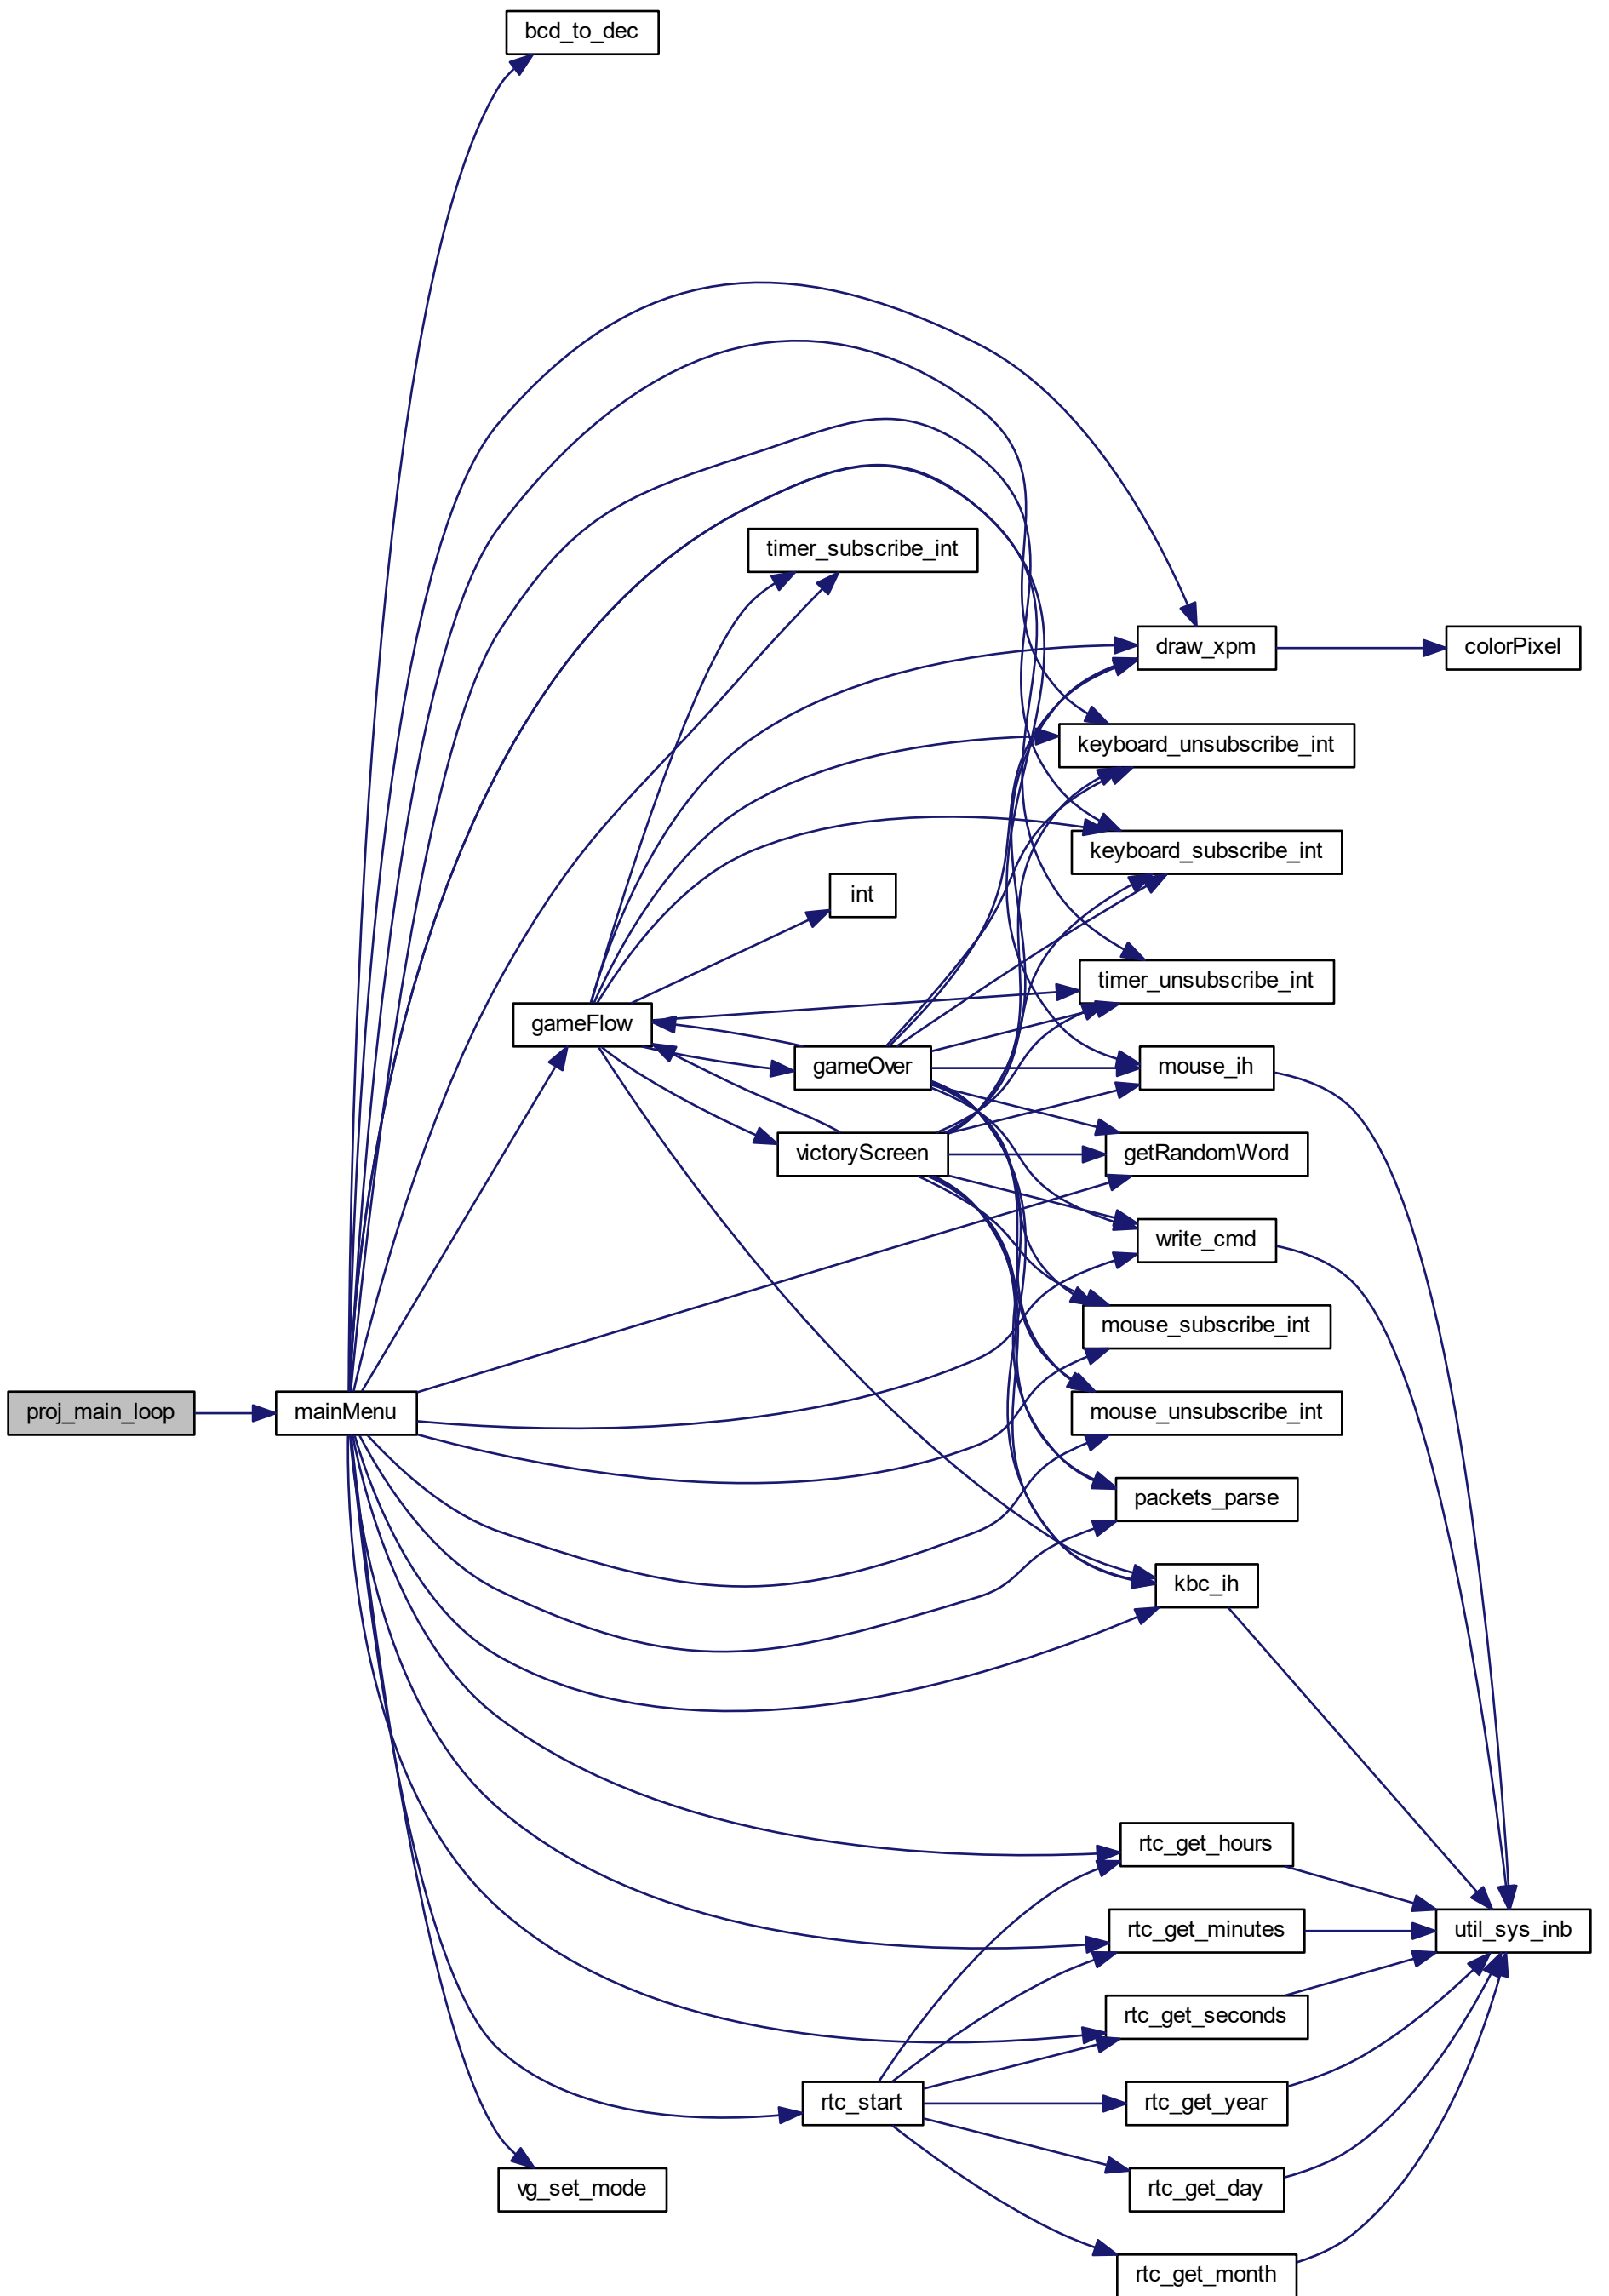 bcd_to_dec
timer_subscribe_int
draw_xpm
colorPixel
keyboard_unsubscribe_int
keyboard_subscribe_int
int
timer_unsubscribe_int
gameFlow
gameOver
mouse_ih
victoryScreen
getRandomWord
write_cmd
mouse_subscribe_int
proj_main_loop
mainMenu
mouse_unsubscribe_int
packets_parse
kbc_ih
rtc_get_hours
rtc_get_minutes
util_sys_inb
rtc_get_seconds
rtc_start
rtc_get_year
rtc_get_day
vg_set_mode
rtc_get_month